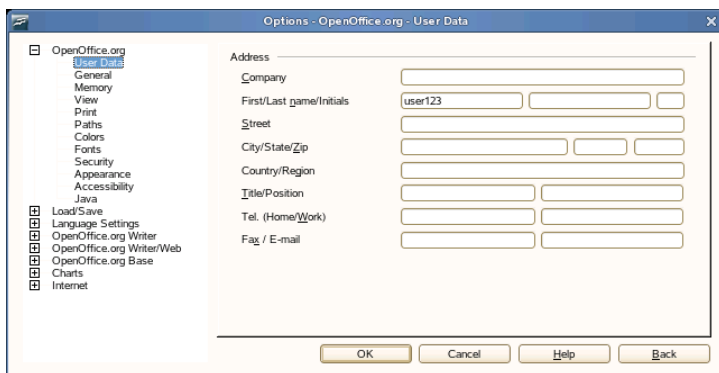 Options - OpenOffice.org - User Data
OpenOffice.org
User Data
General
Memory
View
Print
Paths
Colors
Fonts
Security
Appearance
Accessibility
Java
Load/Save
Language Settings
OpenOffice.org Writer
OpenOffice.org Writer/Web
OpenOffice.org Base
Charts
Internet
Address
Company
First/Last name/Initials user123
Street
City/State/Zip
Country/Region
Title/Position
Tel. (Home/Work)
Fax / E-mail
OK Cancel Help Back